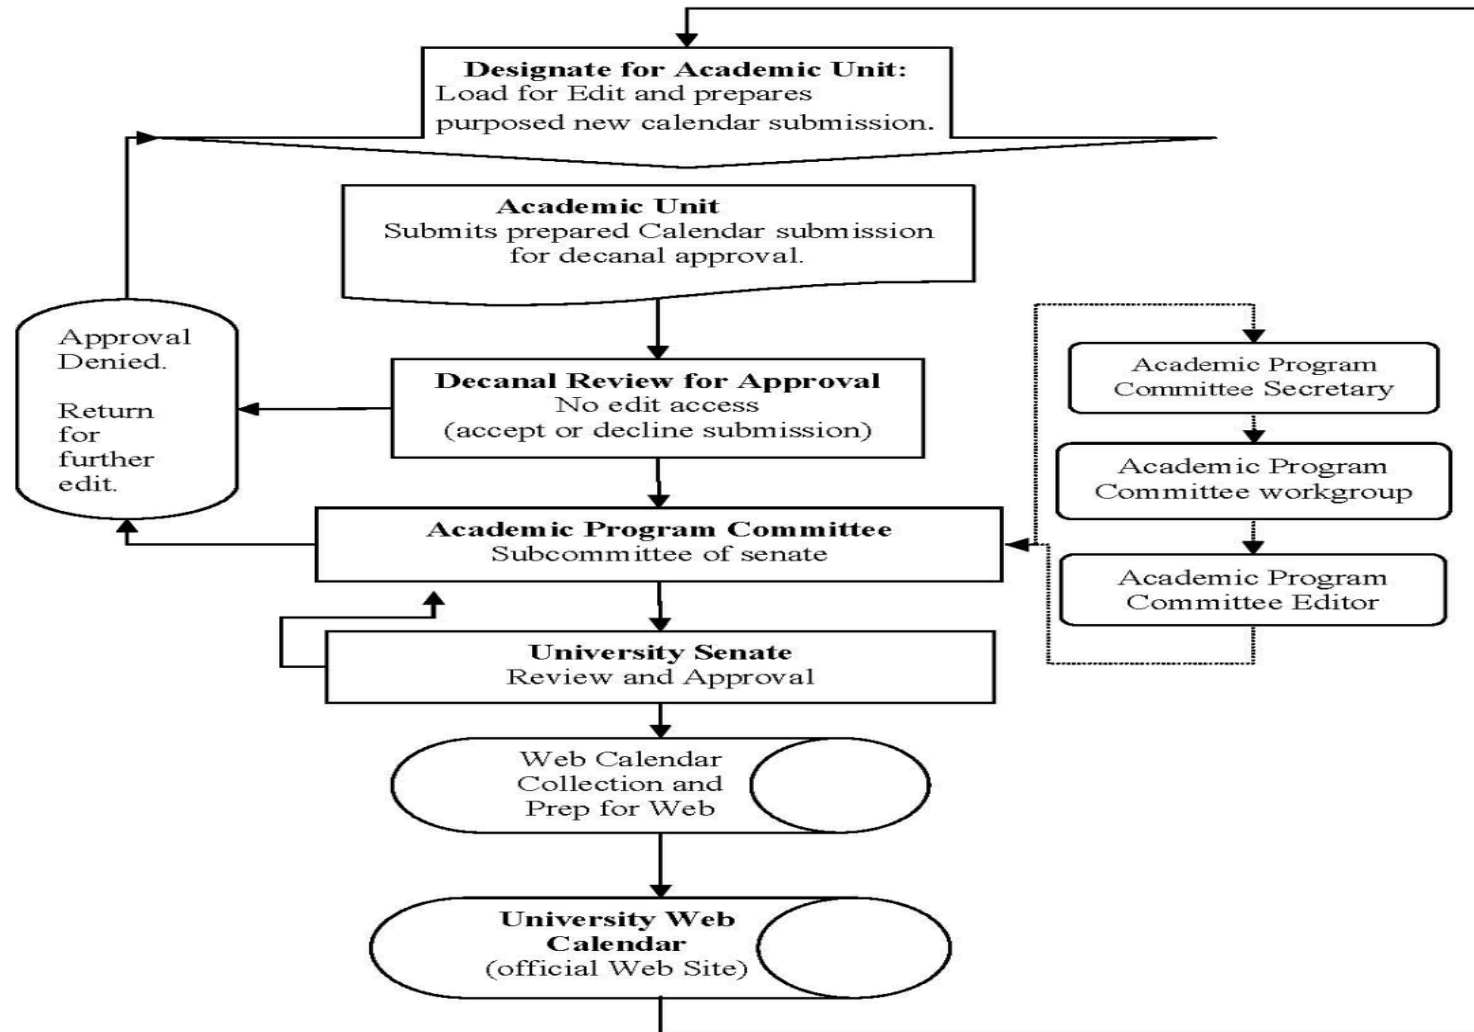 Designate for Academic Unit:
Load for Edit and prepares
purposed new calendar submission.
Academic Unit
Submits prepared Calendar submission
for decanal approval.
Approval
Denied.
Return
for
further
edit.
Decanal Review for Approval
No edit access
(accept or decline submission)
Academic Program Committee
Subcommittee of senate
Academic Program
Committee Secretary
Academic Program
Committee workgroup
Academic Program
Committee Editor
University Senate
Review and Approval
Web Calendar
Collection and
Prep for Web
University Web
Calendar
(official Web Site)